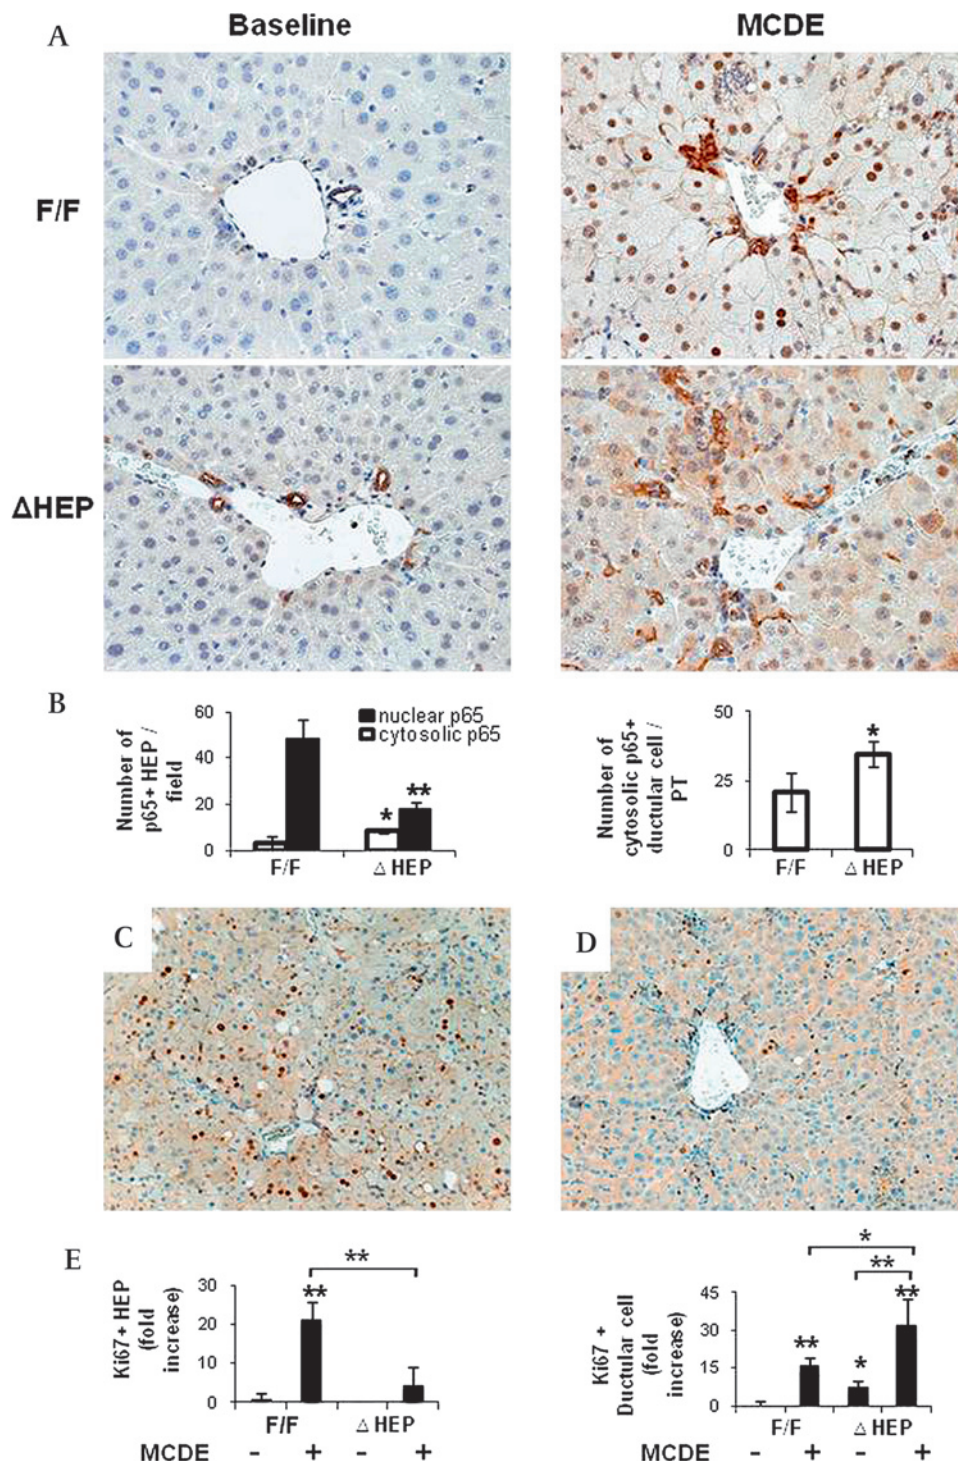 A
Baseline
MCDE
F/F
ΔHEP
B
Number of
p65+ HEP /
field
60
40
20
0
nuclear p65
cytosolic p65
*
**
F/F
Δ HEP
Number of
cytosolic p65+
ductular cell /
PT
50
25
0
*
F/F
Δ HEP
C
D
E
Ki67+ HEP
(fold
increase)
30
20
10
0
**
**
F/F
Δ HEP
MCDE - + - +
Ki67 +
Ductular cell
(fold
increase)
45
30
15
0
*
**
**
*
**
F/F
Δ HEP
MCDE - + - +